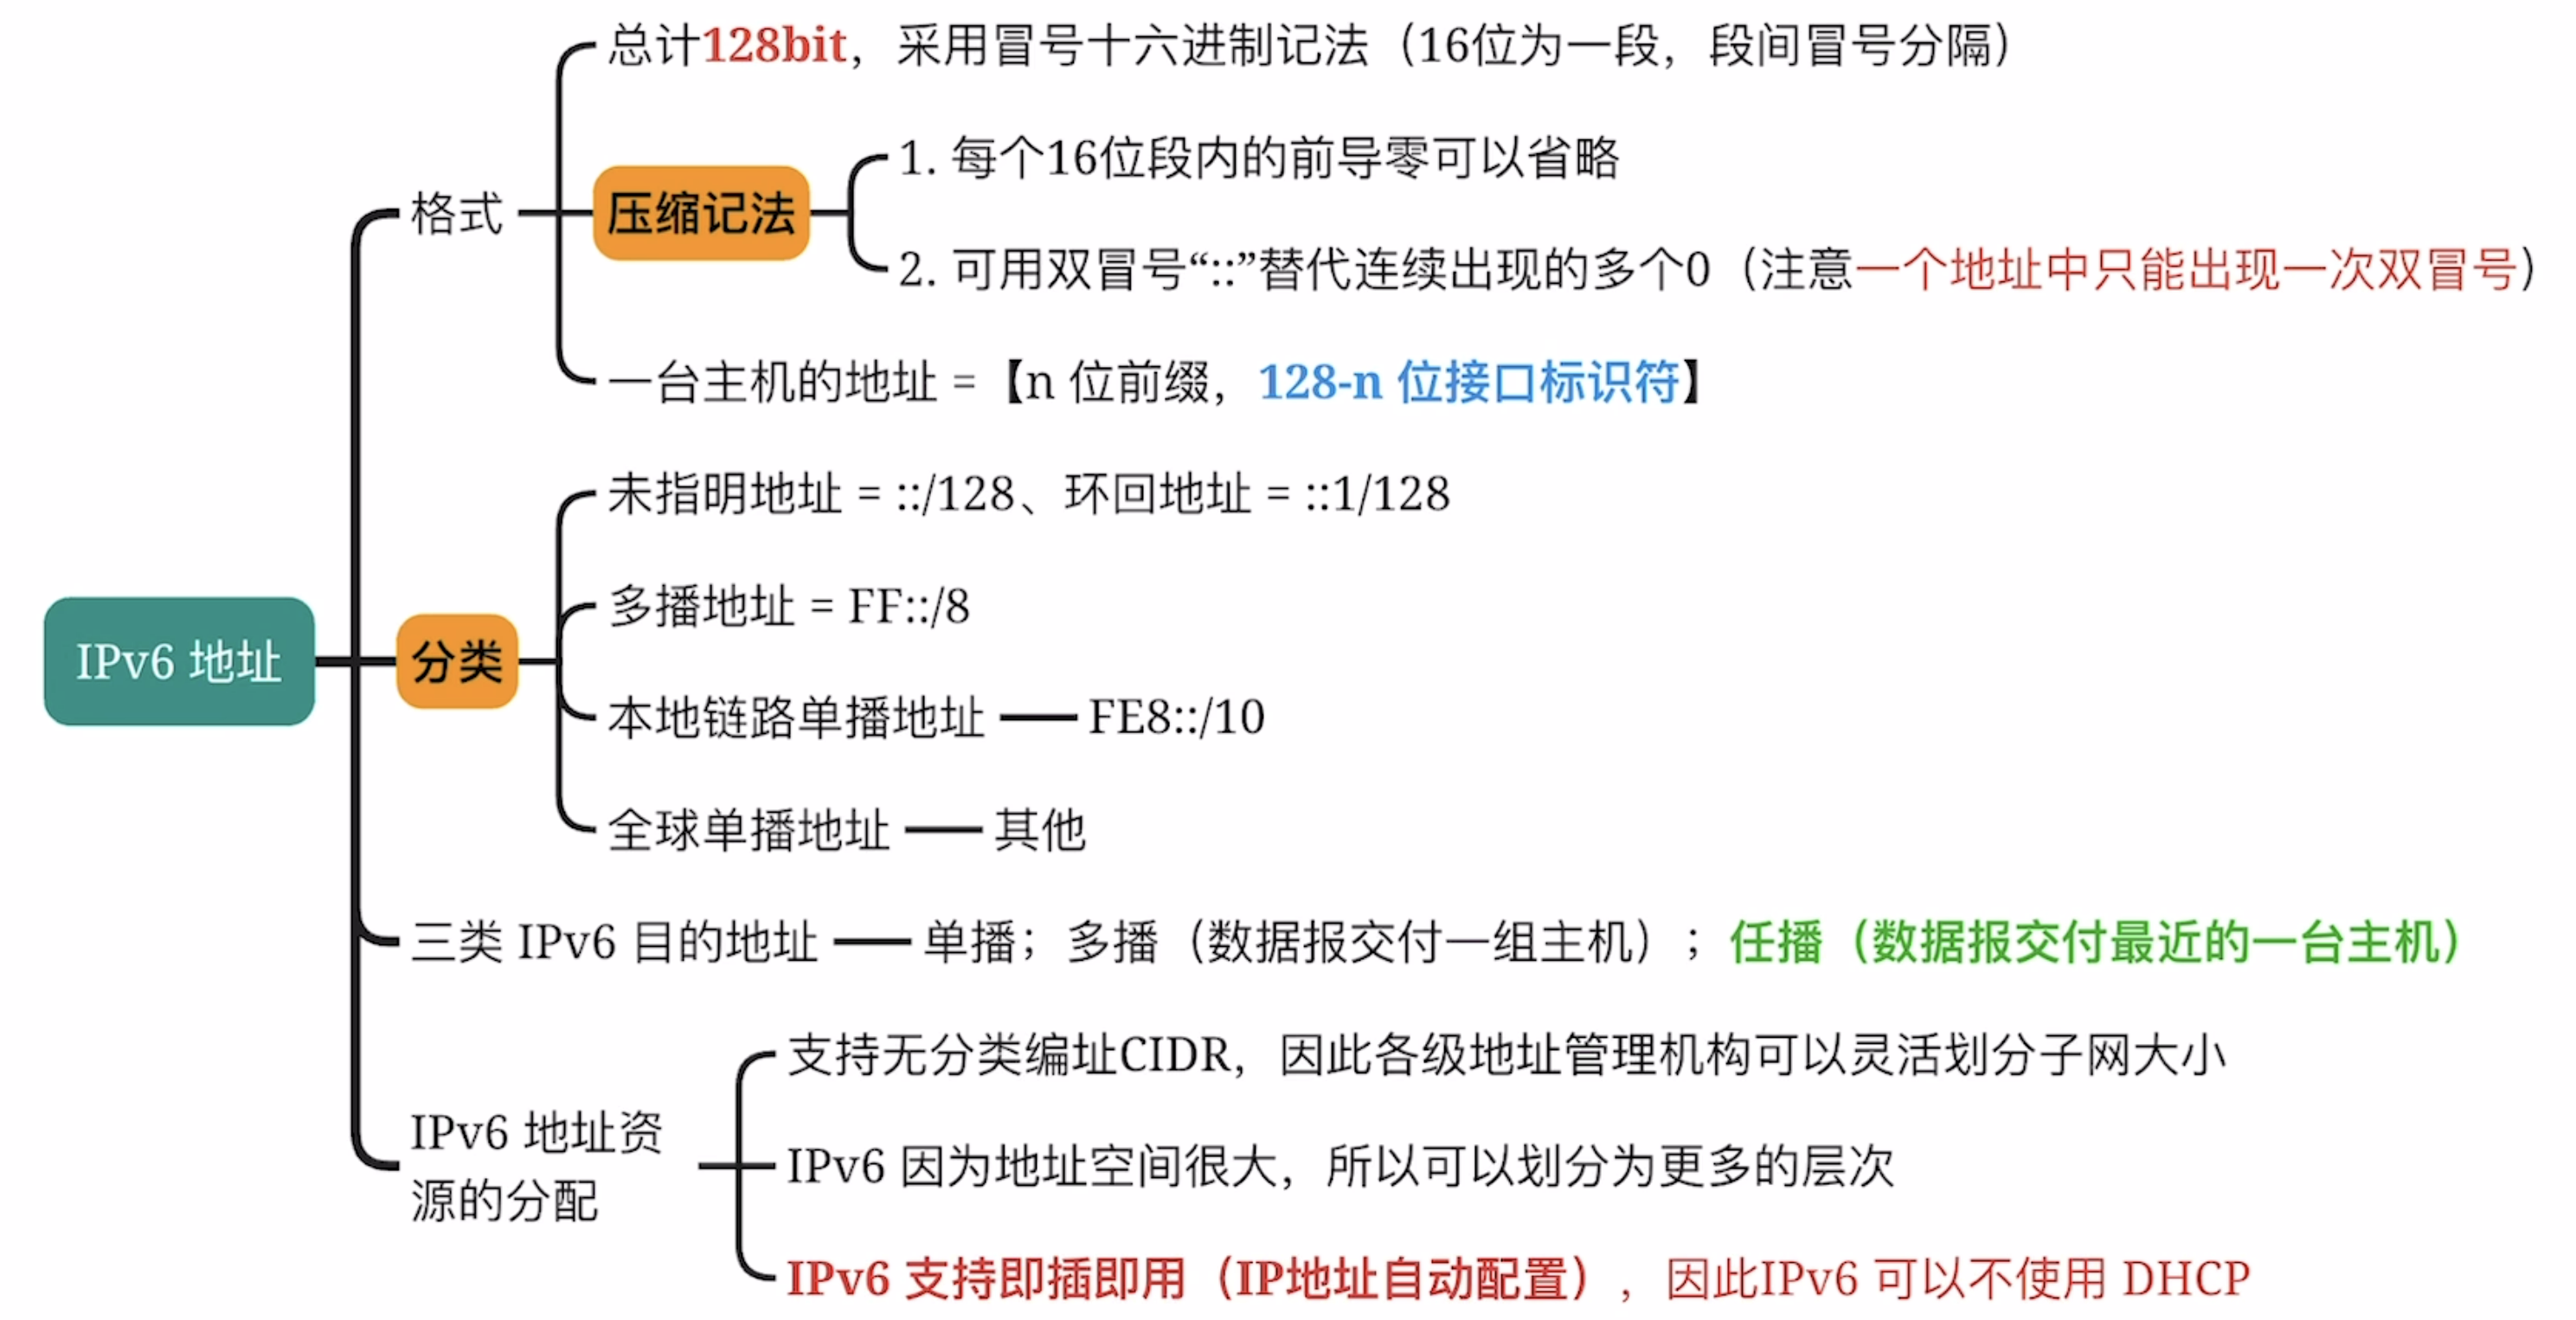 总计128bit，采用冒号十六进制记法（16位为一段，段间冒号分隔）
1. 每个16位段内的前导零可以省略
格式
压缩记法
2. 可用双冒号“::”替代连续出现的多个0（注意一个地址中只能出现一次双冒号）
一台主机的地址 =【n 位前缀，128-n 位接口标识符】
未指明地址 = ::/128、环回地址 = ::1/128
多播地址 = FF::/8
IPv6 地址
分类
本地链路单播地址
FE8::/10
全球单播地址
其他
三类 IPv6 目的地址
单播；多播（数据报交付一组主机）；任播（数据报交付最近的一台主机）
支持无分类编址CIDR，因此各级地址管理机构可以灵活划分子网大小
IPv6 地址资
源的分配
IPv6 因为地址空间很大，所以可以划分为更多的层次
IPv6 支持即插即用（IP地址自动配置），因此IPv6 可以不使用 DHCP